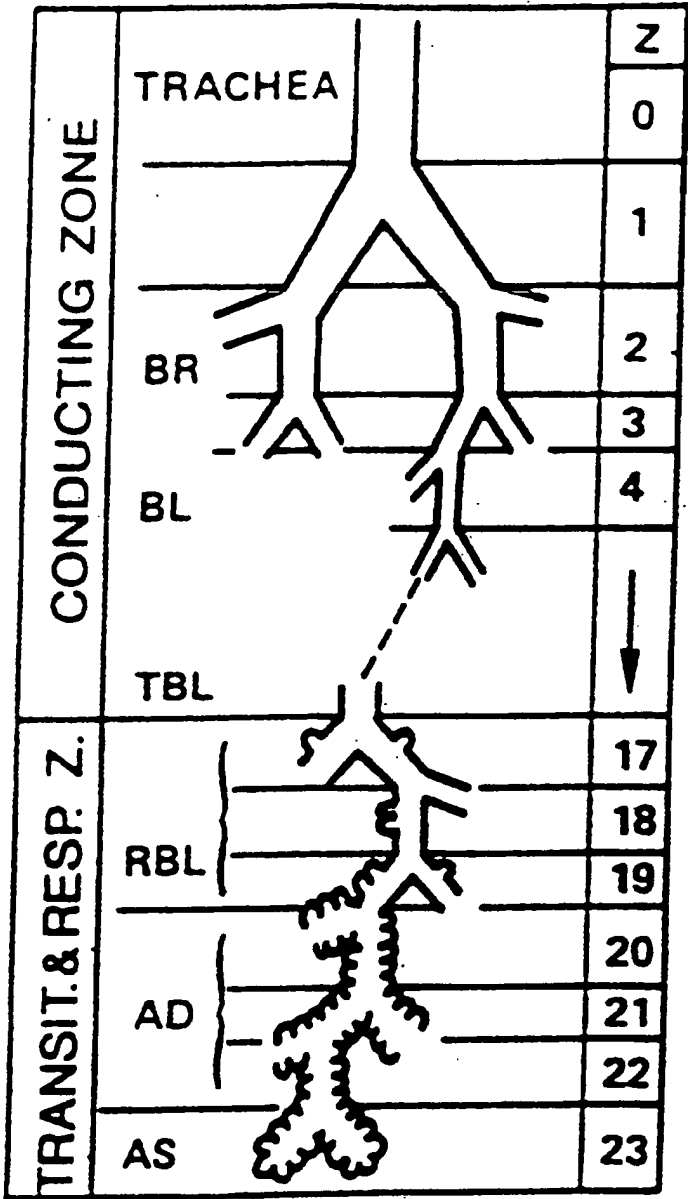 CONDUCTING ZONE
TRANSIT.& RESP. Z.
Z
TRACHEA 0
1
BR 2
3
BL 4
TBL
17
RBL 18
19
20
AD 21
22
AS 23